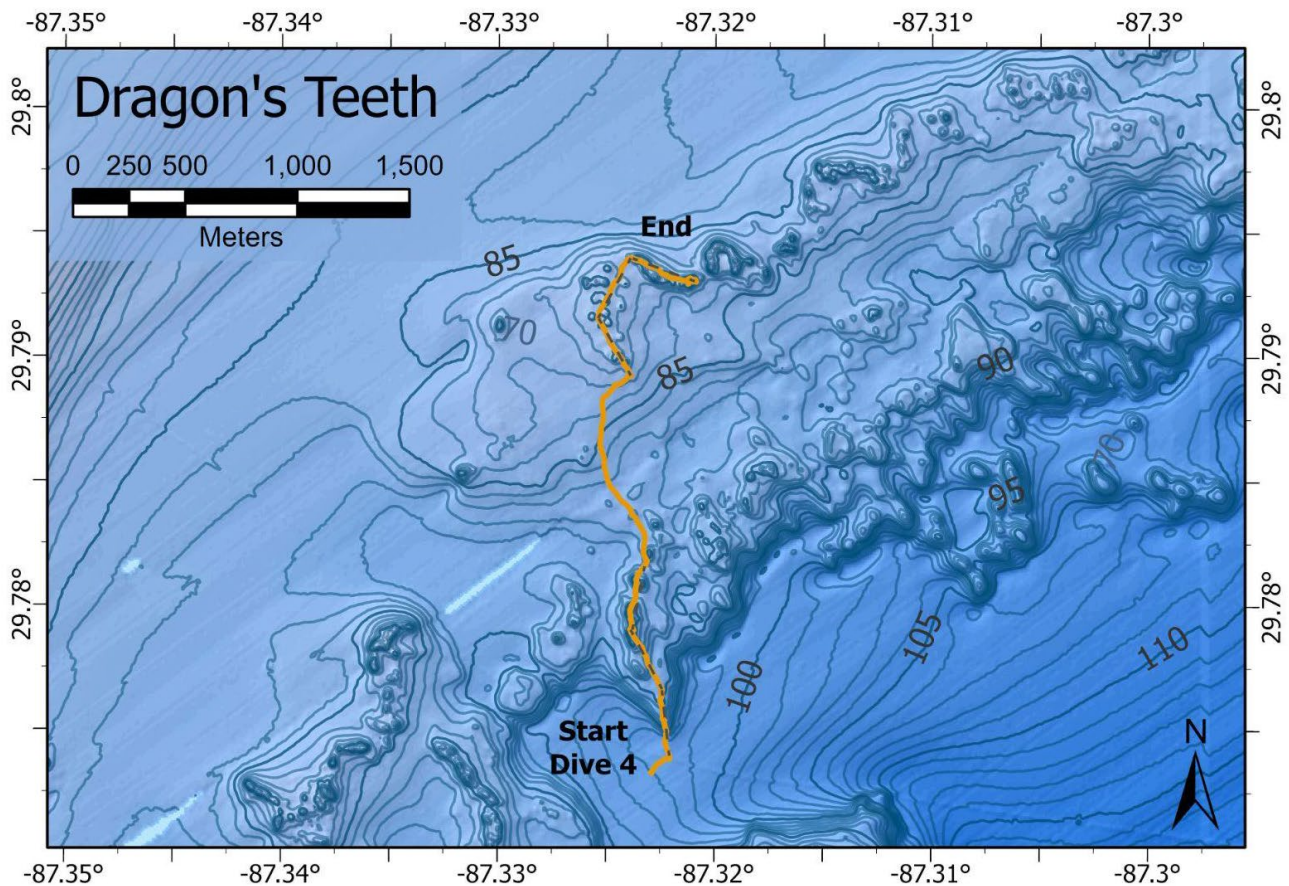 -87.35° -87.34° -87.33° -87.32° -87.31° -87.3°
Dragon's Teeth
29.8° 29.8°
0 250 500 1,000 1,500
Meters
End
85
70
29.79° 85 90 29.79°
70
95
29.78° 29.78°
105
110
100
Start
Dive 4
N
-87.35° -87.34° -87.33° -87.32° -87.31° -87.3°